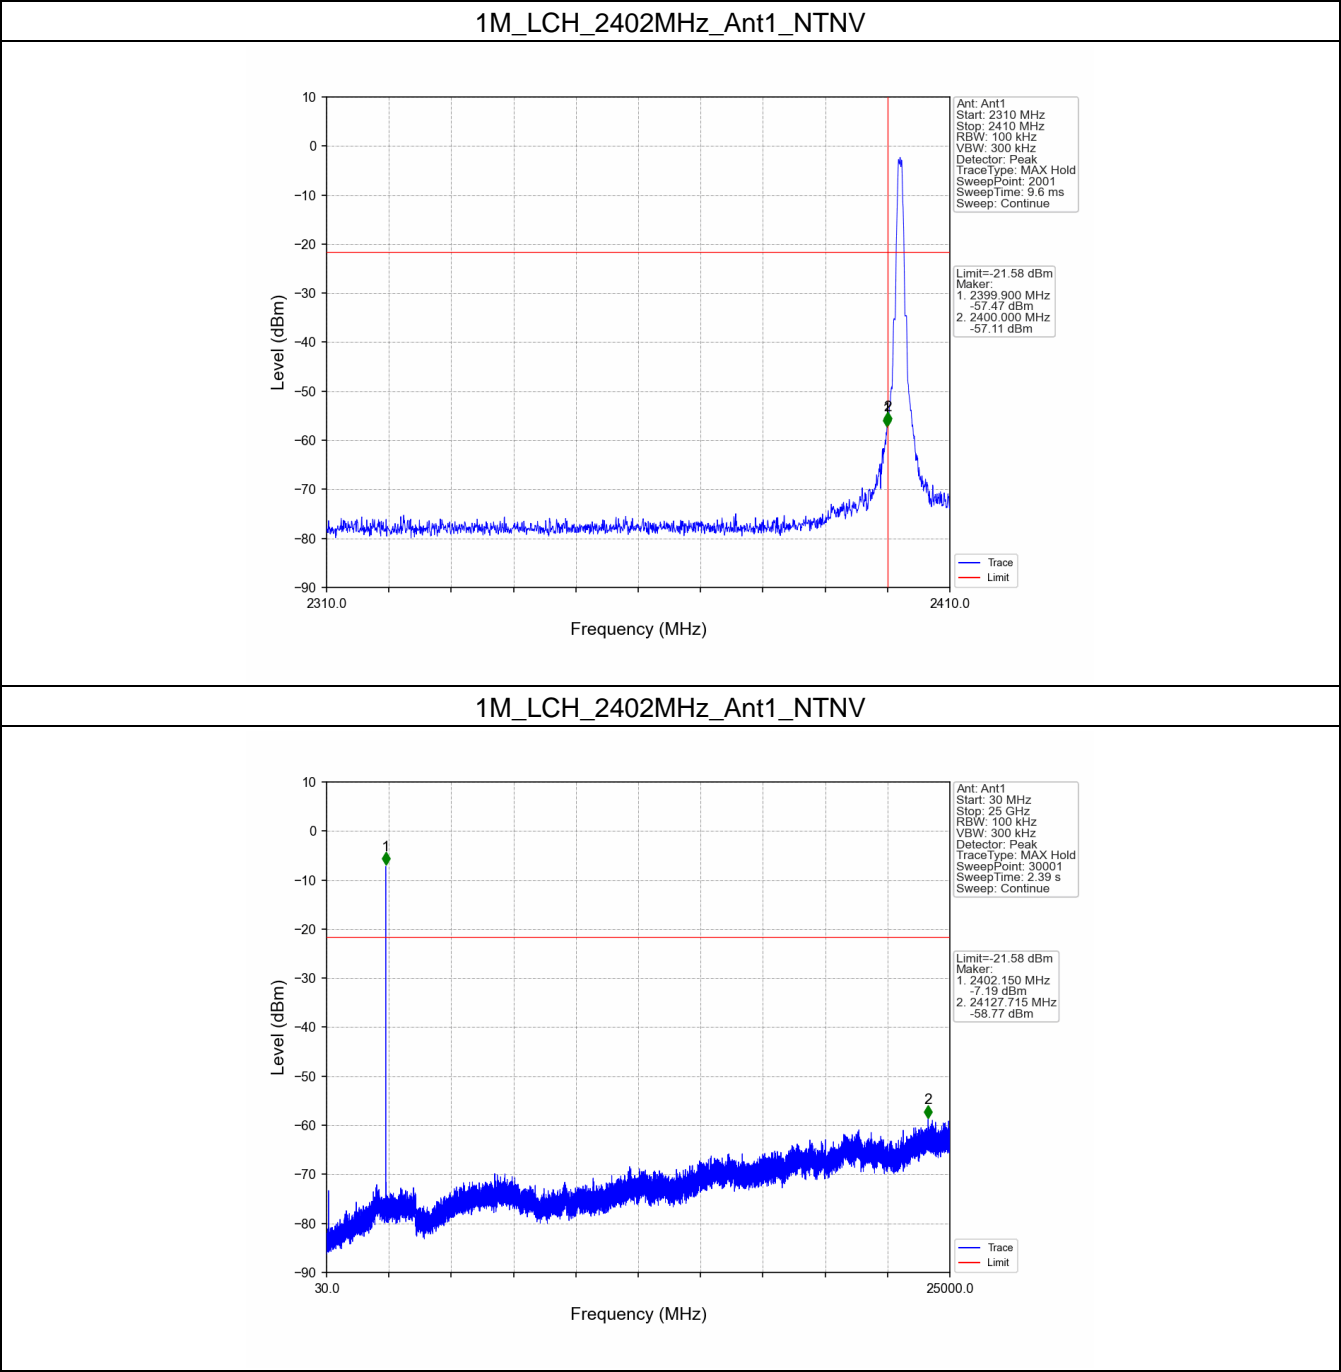 1M_LCH_2402MHz_Ant1_NTNV
10
0
−10
−20
−30
−40
−50
−60
−70
−80
−90
Level (dBm)
2310.0
2410.0
Frequency (MHz)
2
Ant: Ant1
Start: 2310 MHz
Stop: 2410 MHz
RBW: 100 kHz
VBW: 300 kHz
Detector: Peak
TraceType: MAX Hold
SweepPoint: 2001
SweepTime: 9.6 ms
Sweep: Continue
Limit=-21.58 dBm
Maker:
1. 2399.900 MHz
-57.47 dBm
2. 2400.000 MHz
-57.11 dBm
Trace
Limit
1M_LCH_2402MHz_Ant1_NTNV
10
0
−10
−20
−30
−40
−50
−60
−70
−80
−90
Level (dBm)
30.0
25000.0
Frequency (MHz)
1
2
Ant: Ant1
Start: 30 MHz
Stop: 25 GHz
RBW: 100 kHz
VBW: 300 kHz
Detector: Peak
TraceType: MAX Hold
SweepPoint: 30001
SweepTime: 2.39 s
Sweep: Continue
Limit=-21.58 dBm
Maker:
1. 2402.150 MHz
-7.19 dBm
2. 24127.715 MHz
-58.77 dBm
Trace
Limit